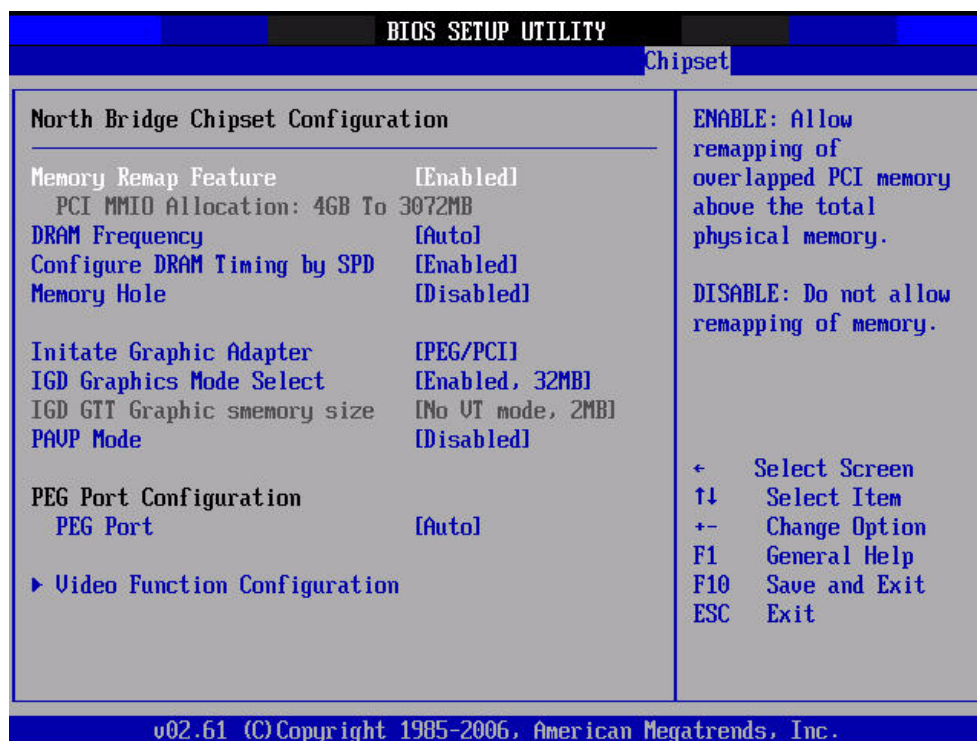 BIOS SETUP UTILITY
Chipset
North Bridge Chipset Configuration
Memory Remap Feature [Enabled]
PCI MMIO Allocation: 4GB To 3072MB
DRAM Frequency [Auto]
Configure DRAM Timing by SPD [Enabled]
Memory Hole [Disabled]
Initate Graphic Adapter [PEG/PCI]
IGD Graphics Mode Select [Enabled, 32MB]
IGD GTT Graphic smemory size [No VT mode, 2MB]
PAVP Mode [Disabled]
PEG Port Configuration
PEG Port [Auto]
▶ Video Function Configuration
ENABLE: Allow
remapping of
overlapped PCI memory
above the total
physical memory.
DISABLE: Do not allow
remapping of memory.
← Select Screen
↑↓ Select Item
+- Change Option
F1 General Help
F10 Save and Exit
ESC Exit
v02.61 (C)Copyright 1985-2006, American Megatrends, Inc.